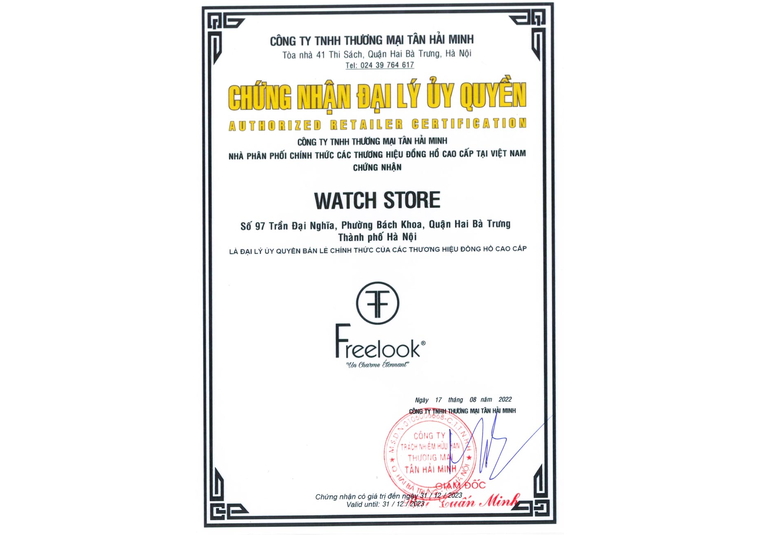 CÔNG TY TNHH THƯƠNG MẠI TÂN HẢI MINH
Tòa nhà 41 Thi Sách, Quận Hai Bà Trưng, Hà Nội
Tel: 024 39 764 617
CHỨNG NHẬN ĐẠI LÝ ỦY QUYỀN
AUTHORIZED RETAILER CERTIFICATION
CÔNG TY TNHH THƯƠNG MẠI TÂN HẢI MINH
NHÀ PHÂN PHỐI CHÍNH THỨC CÁC THƯƠNG HIỆU ĐỒNG HỒ CAO CẤP TẠI VIỆT NAM
CHỨNG NHẬN
WATCH STORE
Số 97 Trần Đại Nghĩa, Phường Bách Khoa, Quận Hai Bà Trưng
Thành phố Hà Nội
LÀ ĐẠI LÝ ỦY QUYỀN BÁN LẺ CHÍNH THỨC CỦA CÁC THƯƠNG HIỆU ĐỒNG HỒ CAO CẤP
Freelook®
"Un Charme Étonnant"
Ngày 17 tháng 08 năm 2022
CÔNG TY TNHH THƯƠNG MẠI TÂN HẢI MINH
CÔNG TY
TRÁCH NHIỆM HỮU HẠN
THƯƠNG MẠI
TÂN HẢI MINH
GIÁM ĐỐC
Xuân Minh
Chứng nhận có giá trị đến ngày 31 / 12 / 2023
Valid until: 31 / 12 / 2023